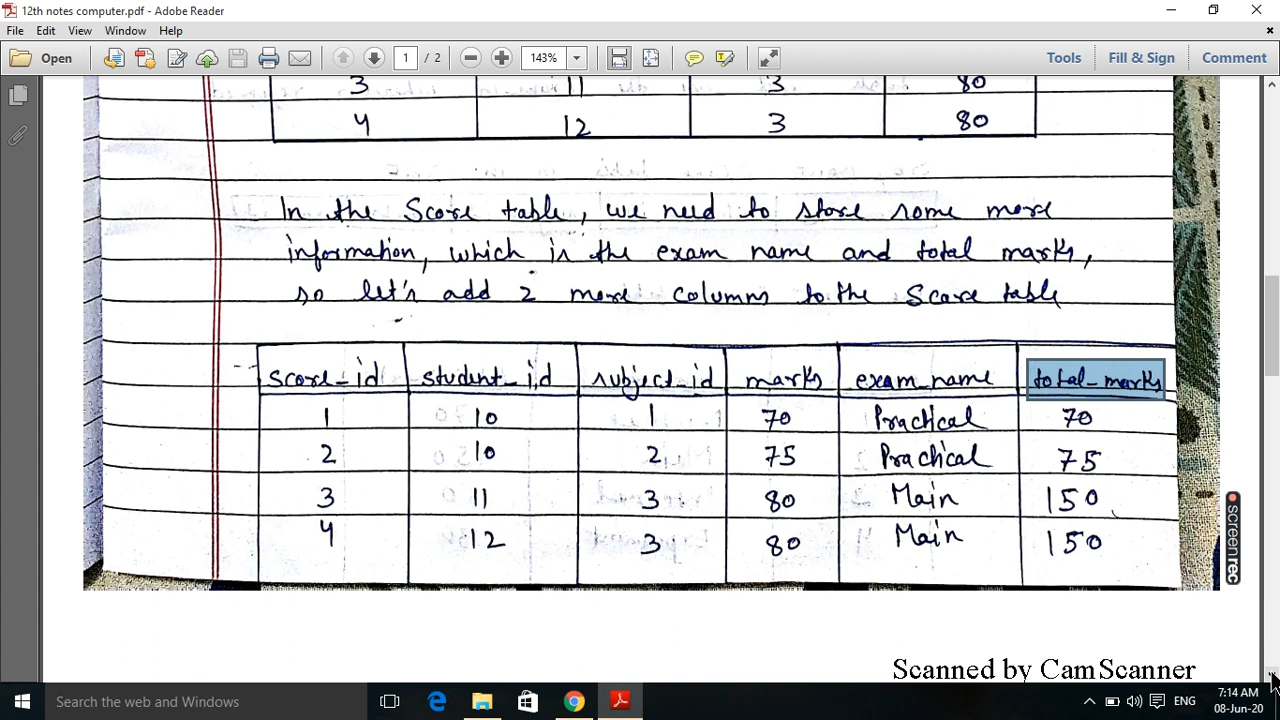 12th notes computer.pdf - Adobe Reader
File Edit View Window Help
Open 1 / 2 143% Tools Fill & Sign Comment
3 11 3 80
4 12 3 80
In the Score table, we need to store some more
information, which is the exam name and total marks,
so let's add 2 more columns to the Score table
score_id student_id subject_id marks exam_name total_marks
1 10 1 70 Practical 70
2 10 2 75 Practical 75
3 11 3 80 Main 150
4 12 3 80 Main 150
screenrec
Scanned by CamScanner
Search the web and Windows
ENG
7:14 AM
08-Jun-20